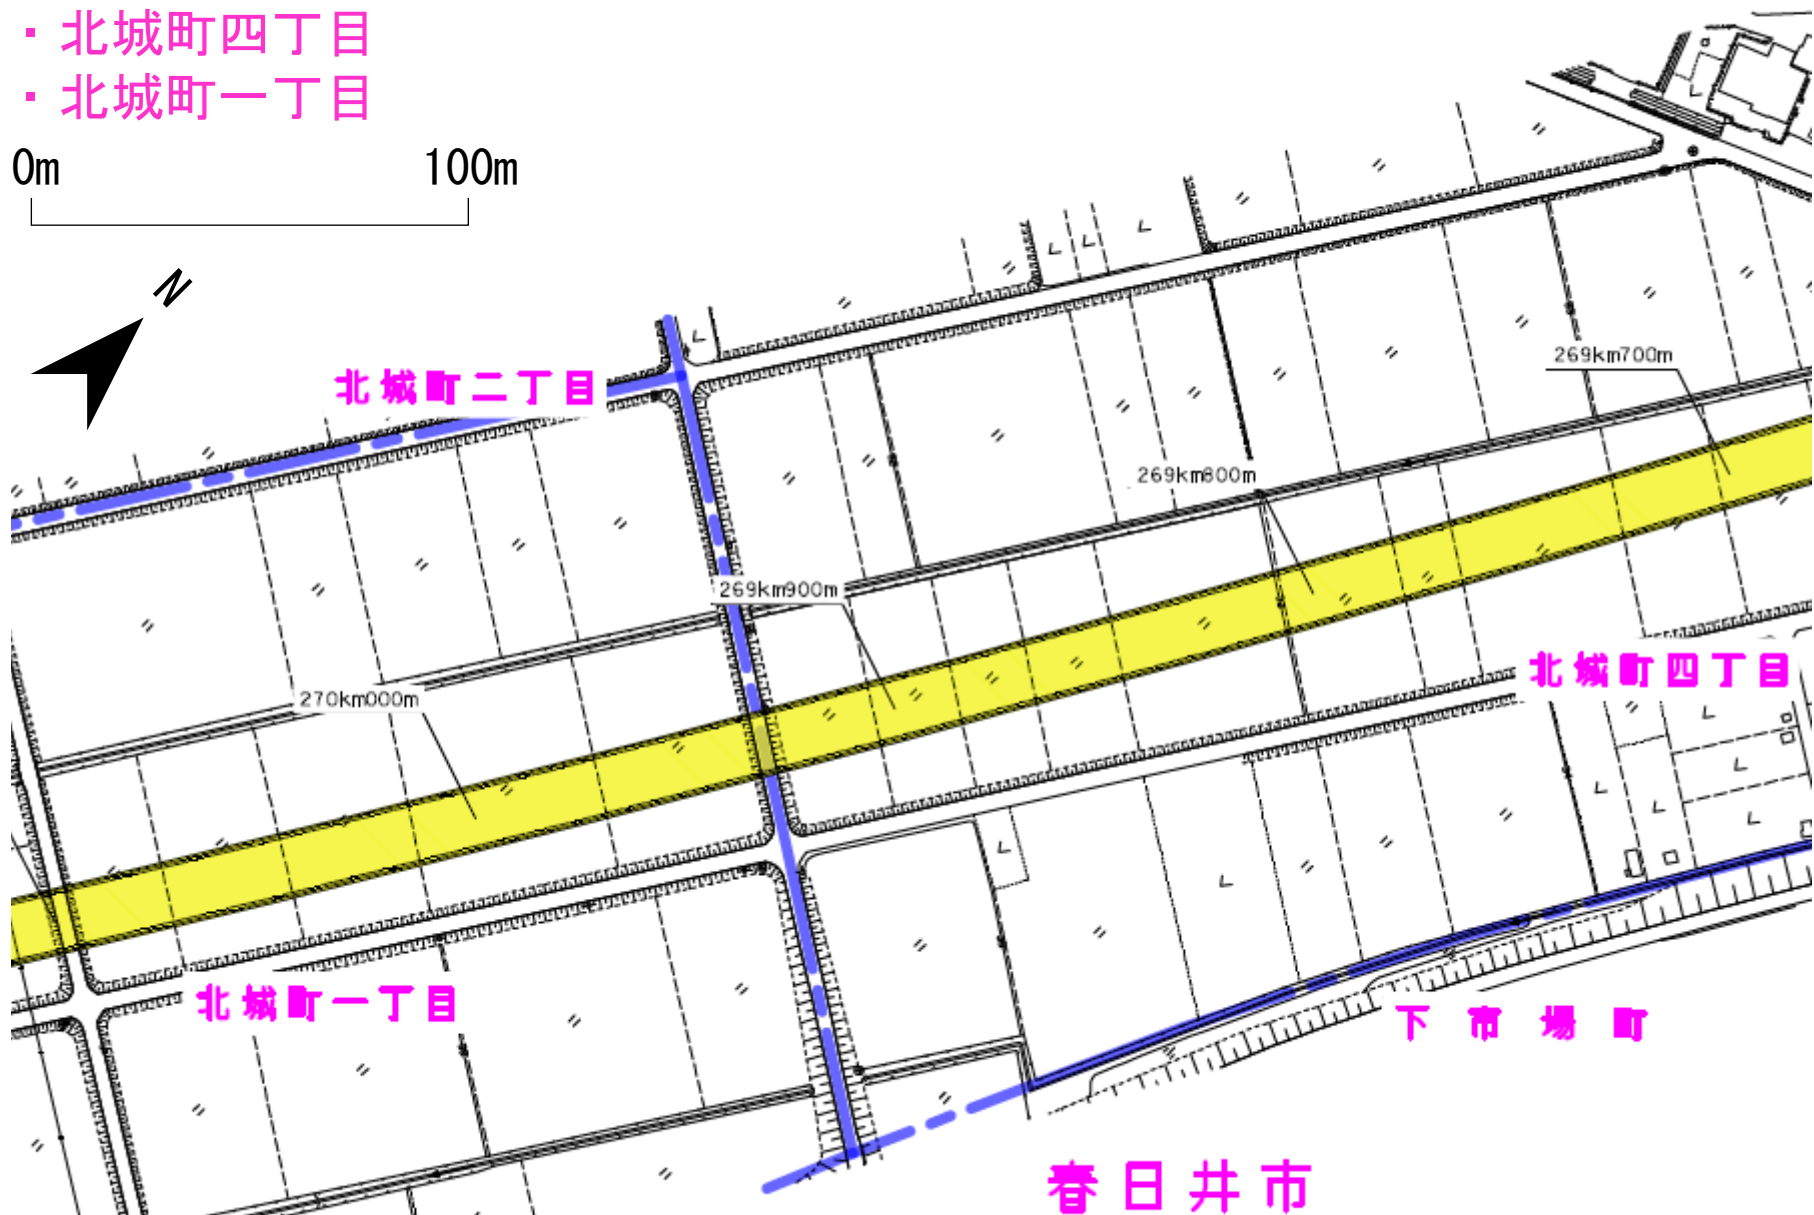 ・北城町四丁目
・北城町一丁目
0m 100m
N
北城町二丁目
269km700m
269km800m
269km900m
270km000m
北城町四丁目
北城町一丁目
下市場町
春日井市